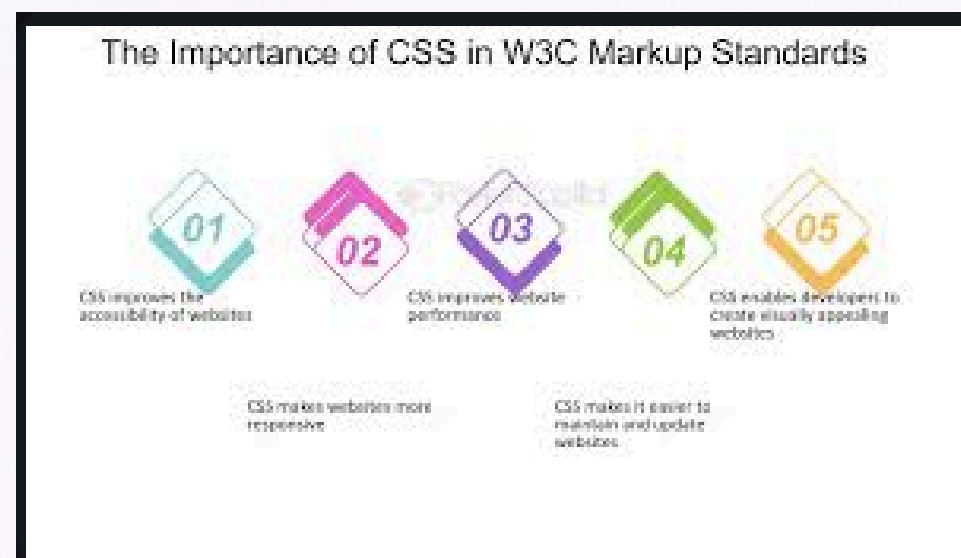 The Importance of CSS in W3C Markup Standards
01
02
03
04
05
CSS improves the
accessibility of websites
CSS makes websites more
responsive
CSS improves website
performance
CSS makes it easier to
maintain and update
websites
CSS enables developers to
create visually appealing
websites